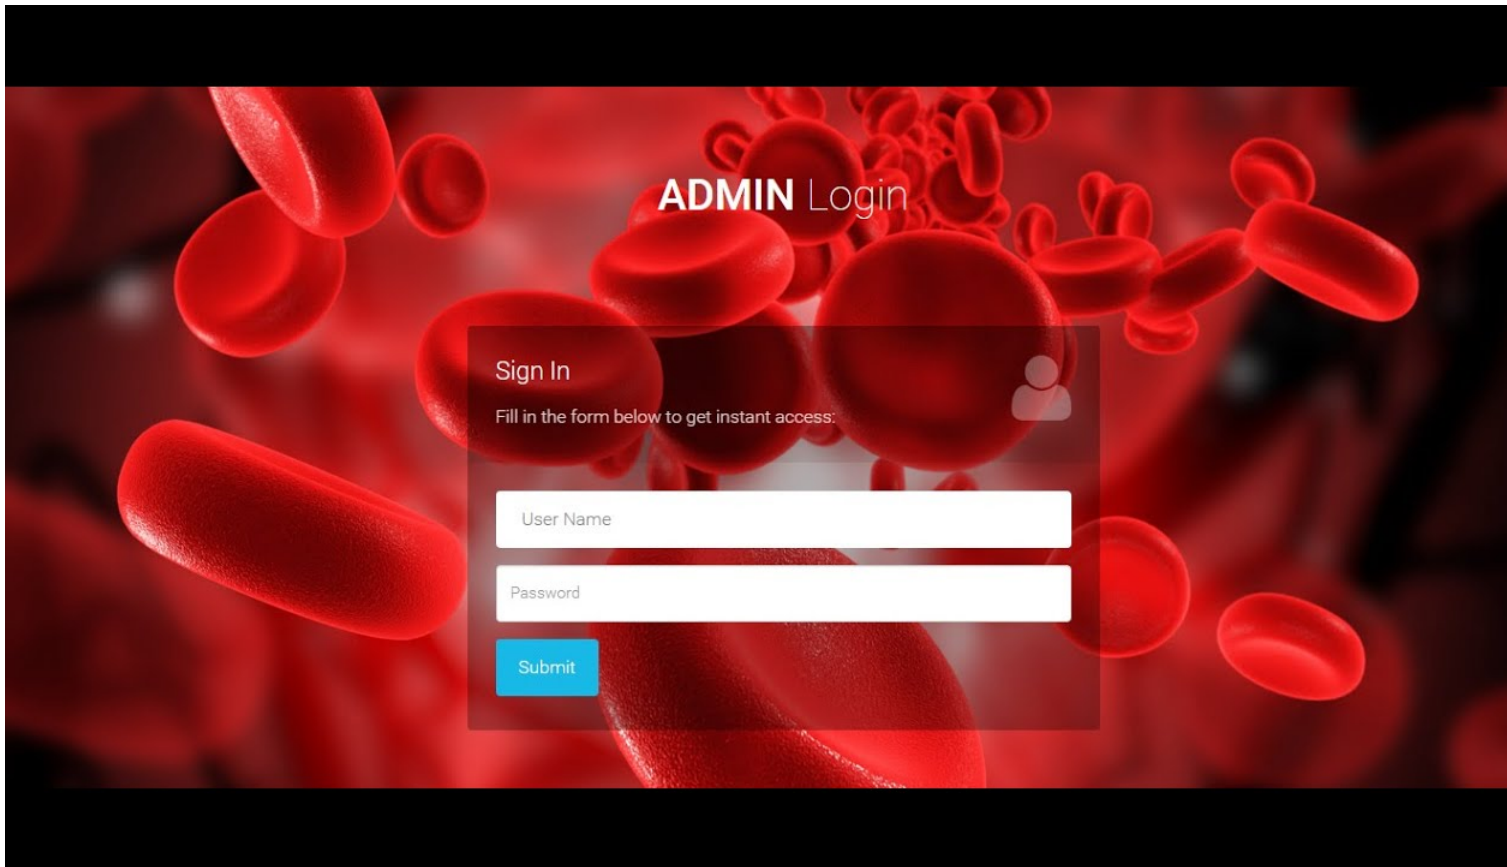 ADMIN Login
Sign In
Fill in the form below to get instant access:
User Name
Password
Submit